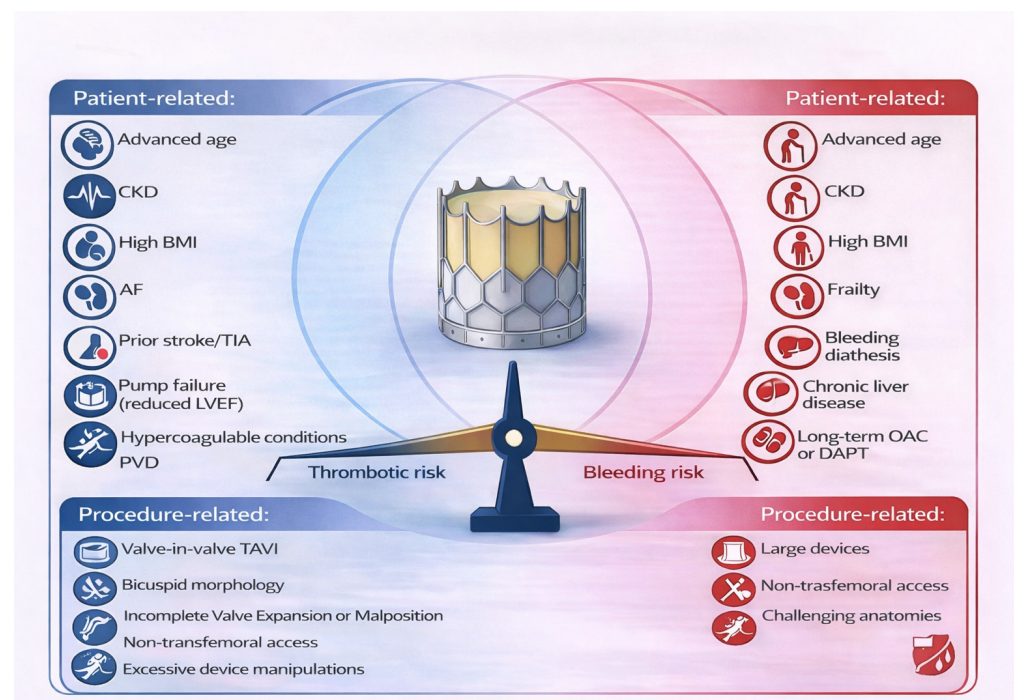 Patient-related:
Advanced age
CKD
High BMI
AF
Prior stroke/TIA
Pump failure
(reduced LVEF)
Hypercoagulable conditions
PVD
Thrombotic risk
Patient-related:
Advanced age
CKD
High BMI
Frailty
Bleeding
diathesis
Chronic liver
disease
Long-term OAC
or DAPT
Bleeding risk
Procedure-related:
Valve-in-valve TAVI
Bicuspid morphology
Incomplete Valve Expansion or Malposition
Non-transfemoral access
Excessive device manipulations
Procedure-related:
Large devices
Non-trasfemoral access
Challenging anatomies